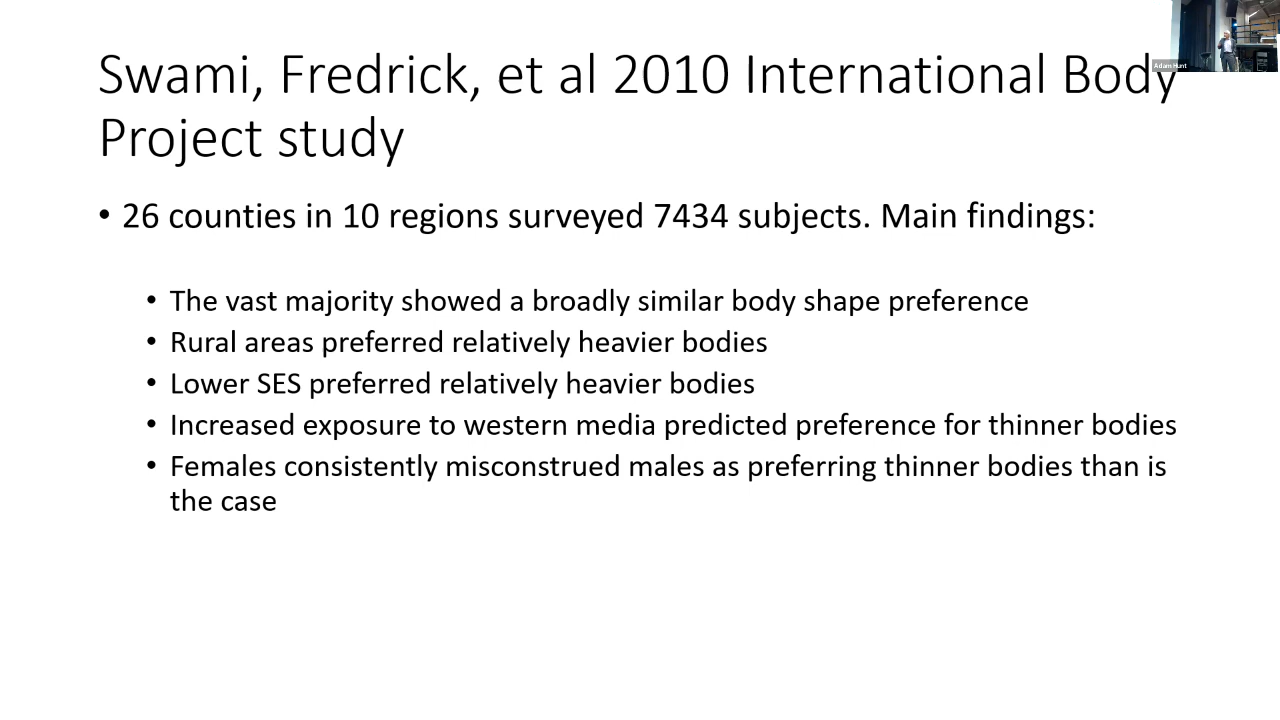 Swami, Fredrick, et al 2010 International Body
Project study
Adam Hunt
• 26 counties in 10 regions surveyed 7434 subjects. Main findings:
• The vast majority showed a broadly similar body shape preference
• Rural areas preferred relatively heavier bodies
• Lower SES preferred relatively heavier bodies
• Increased exposure to western media predicted preference for thinner bodies
• Females consistently misconstrued males as preferring thinner bodies than is
the case